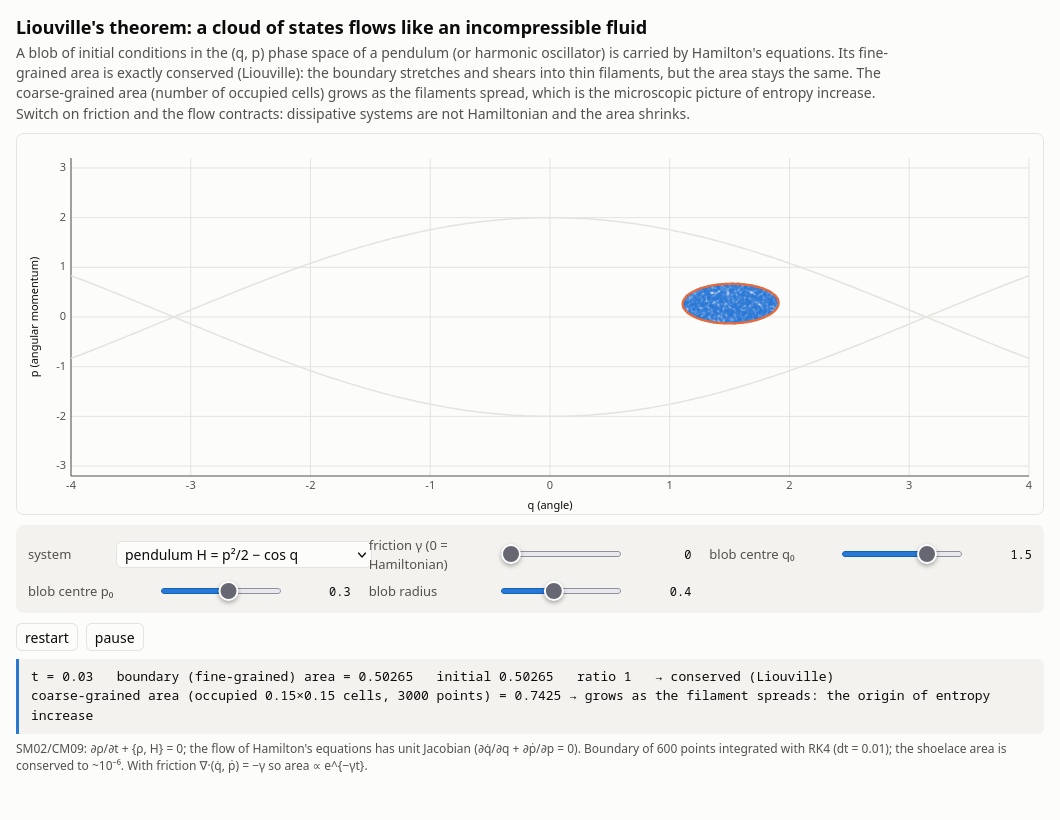 Liouville's theorem: a cloud of states flows like an incompressible fluid
A blob of initial conditions in the (q, p) phase space of a pendulum (or harmonic oscillator) is carried by Hamilton's equations. Its fine-
grained area is exactly conserved (Liouville): the boundary stretches and shears into thin filaments, but the area stays the same. The
coarse-grained area (number of occupied cells) grows as the filaments spread, which is the microscopic picture of entropy increase.
Switch on friction and the flow contracts: dissipative systems are not Hamiltonian and the area shrinks.
3
2
1
0
-1
-2
-3
p (angular momentum)
-4 -3 -2 -1 0 1 2 3 4
q (angle)
system pendulum H = p²/2 − cos q friction γ (0 = Hamiltonian) 0 blob centre q₀ 1.5
blob centre p₀ 0.3 blob radius 0.4
restart pause
t = 0.03 boundary (fine-grained) area = 0.50265 initial 0.50265 ratio 1 → conserved (Liouville)
coarse-grained area (occupied 0.15×0.15 cells, 3000 points) = 0.7425 → grows as the filament spreads: the origin of entropy
increase
SM02/CM09: ∂ρ/∂t + {ρ, H} = 0; the flow of Hamilton's equations has unit Jacobian (∂q̇/∂q + ∂ṗ/∂p = 0). Boundary of 600 points integrated with RK4 (dt = 0.01); the shoelace area is
conserved to ~10⁻⁶. With friction ∇·(q̇, ṗ) = −γ so area ∝ e^{−γt}.